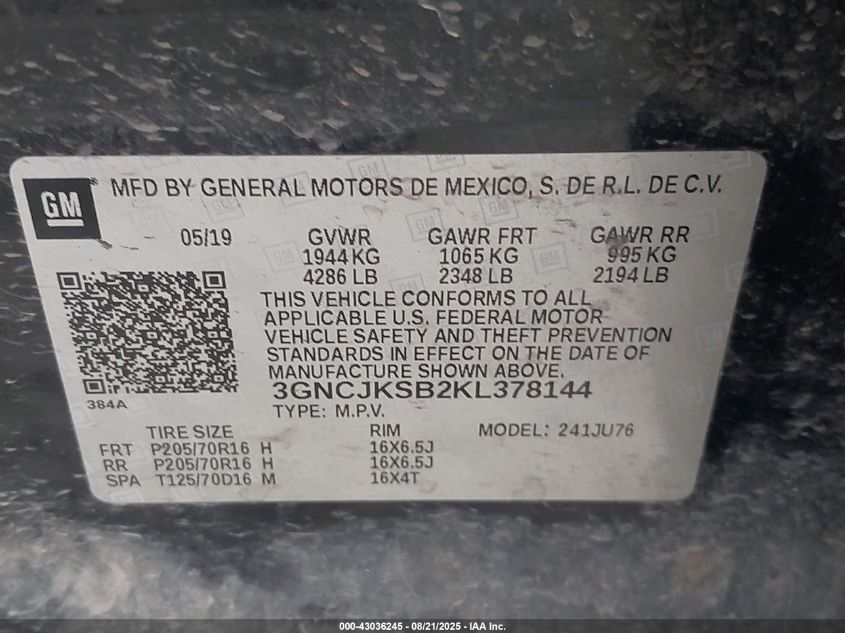 GM® MFD BY GENERAL MOTORS DE MEXICO, S. DE R.L. DE C.V.
05/19 GVWR GAWR FRT GAWR RR
1944 KG 1065 KG 995 KG
4286 LB 2348 LB 2194 LB
THIS VEHICLE CONFORMS TO ALL
APPLICABLE U.S. FEDERAL MOTOR
VEHICLE SAFETY AND THEFT PREVENTION
STANDARDS IN EFFECT ON THE DATE OF
MANUFACTURE SHOWN ABOVE.
3GNCJKSB2KL378144
384A
TYPE: M.P.V.
TIRE SIZE RIM MODEL: 241JU76
FRT P205/70R16 H 16X6.5J
RR P205/70R16 H 16X6.5J
SPA T125/70D16 M 16X4T
000-43036245 - 08/21/2025 - IAA Inc.